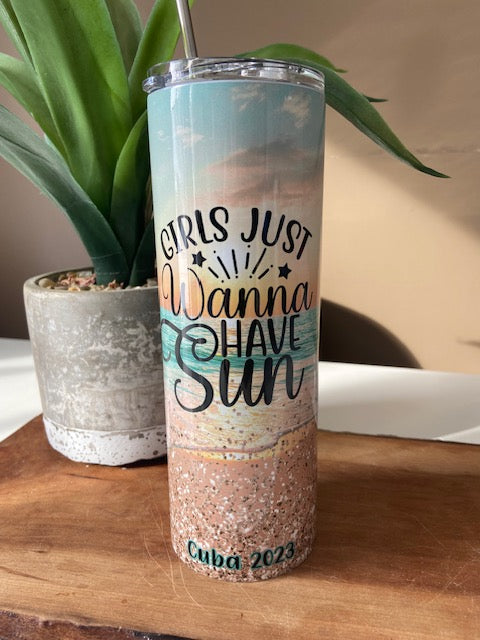 GIRLS JUST
Wanna
HAVE
Sun
Cuba 2023